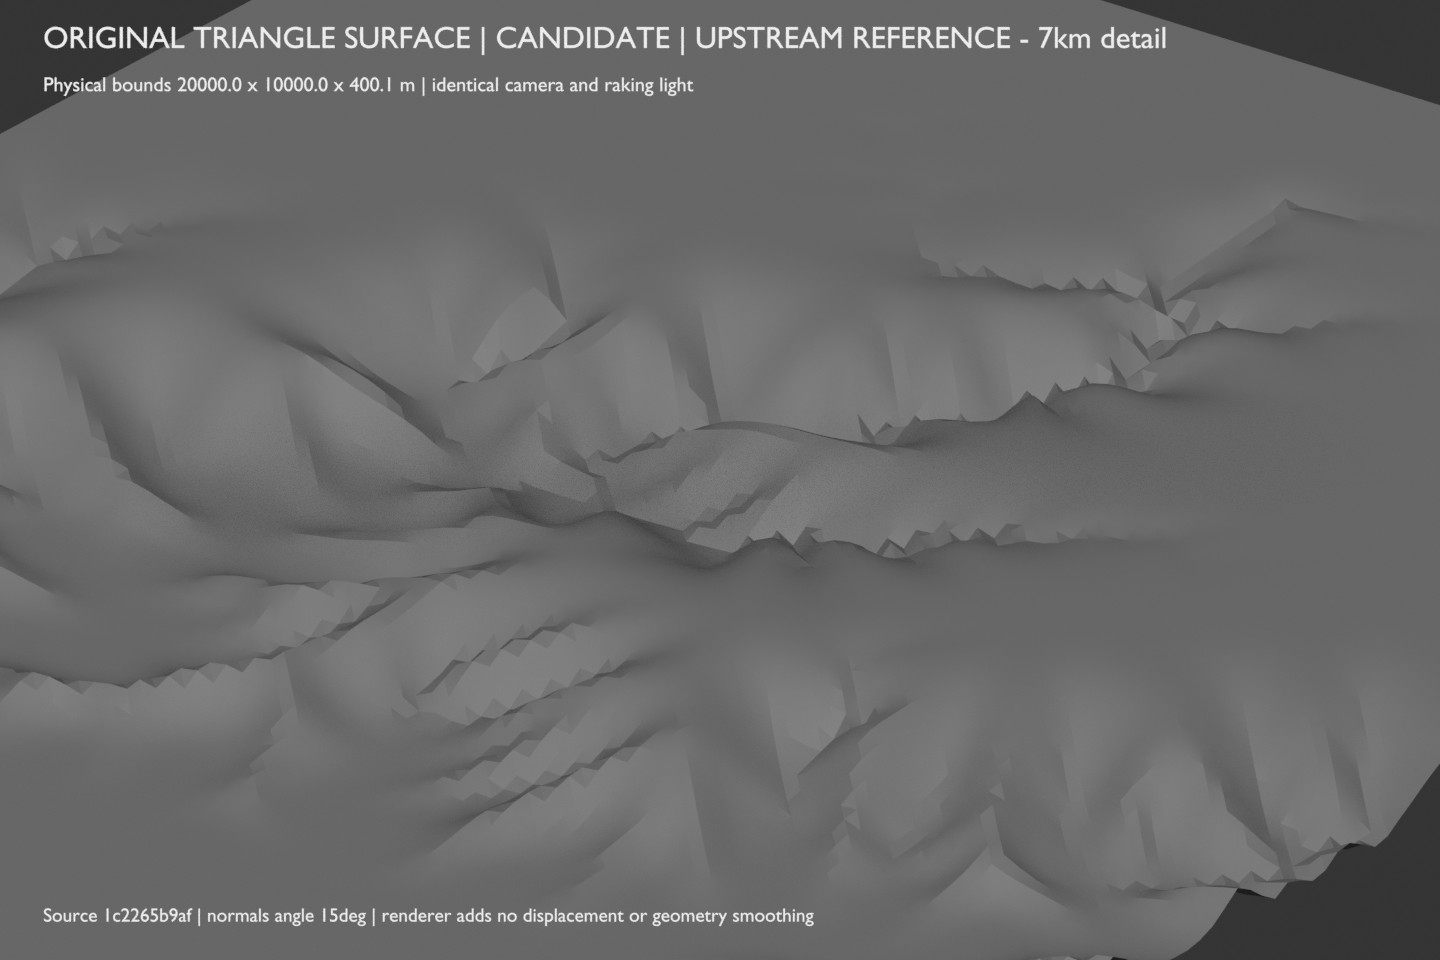 ORIGINAL TRIANGLE SURFACE | CANDIDATE | UPSTREAM REFERENCE - 7km detail
Physical bounds 20000.0 x 10000.0 x 400.1 m | identical camera and raking light
Source 1c2265b9af | normals angle 15deg | renderer adds no displacement or geometry smoothing